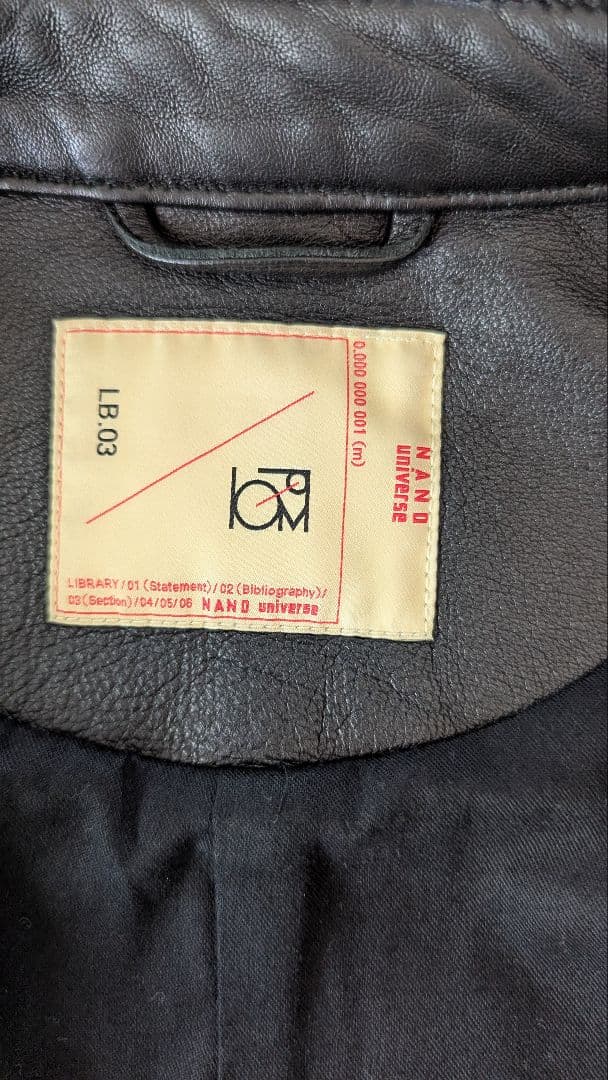 0.000 000 001 (m)
NANO
universe
LB.03
LIBRARY/01 (Statement)/02 (Bibliography)/
03 (Section)/04/05/06 NANO universe